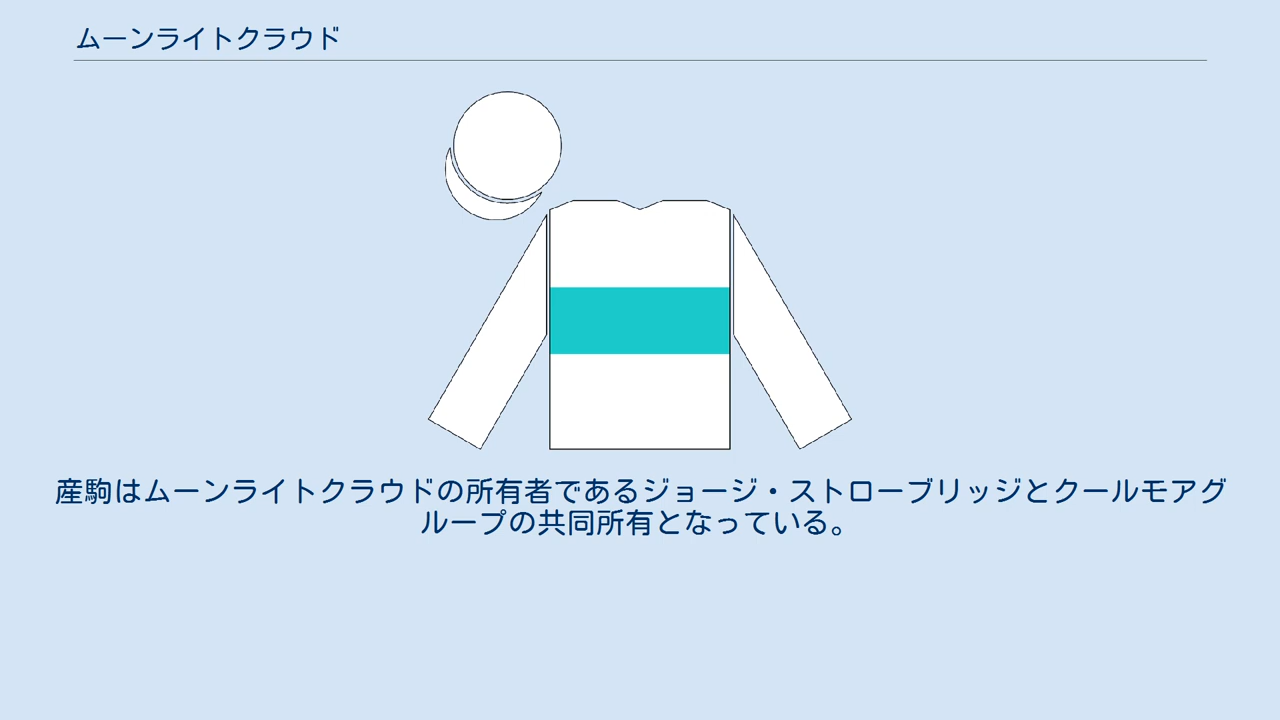 ムーンライトクラウド
産駒はムーンライトクラウドの所有者であるジョージ・ストローブリッジとクールモアグ
ループの共同所有となっている。